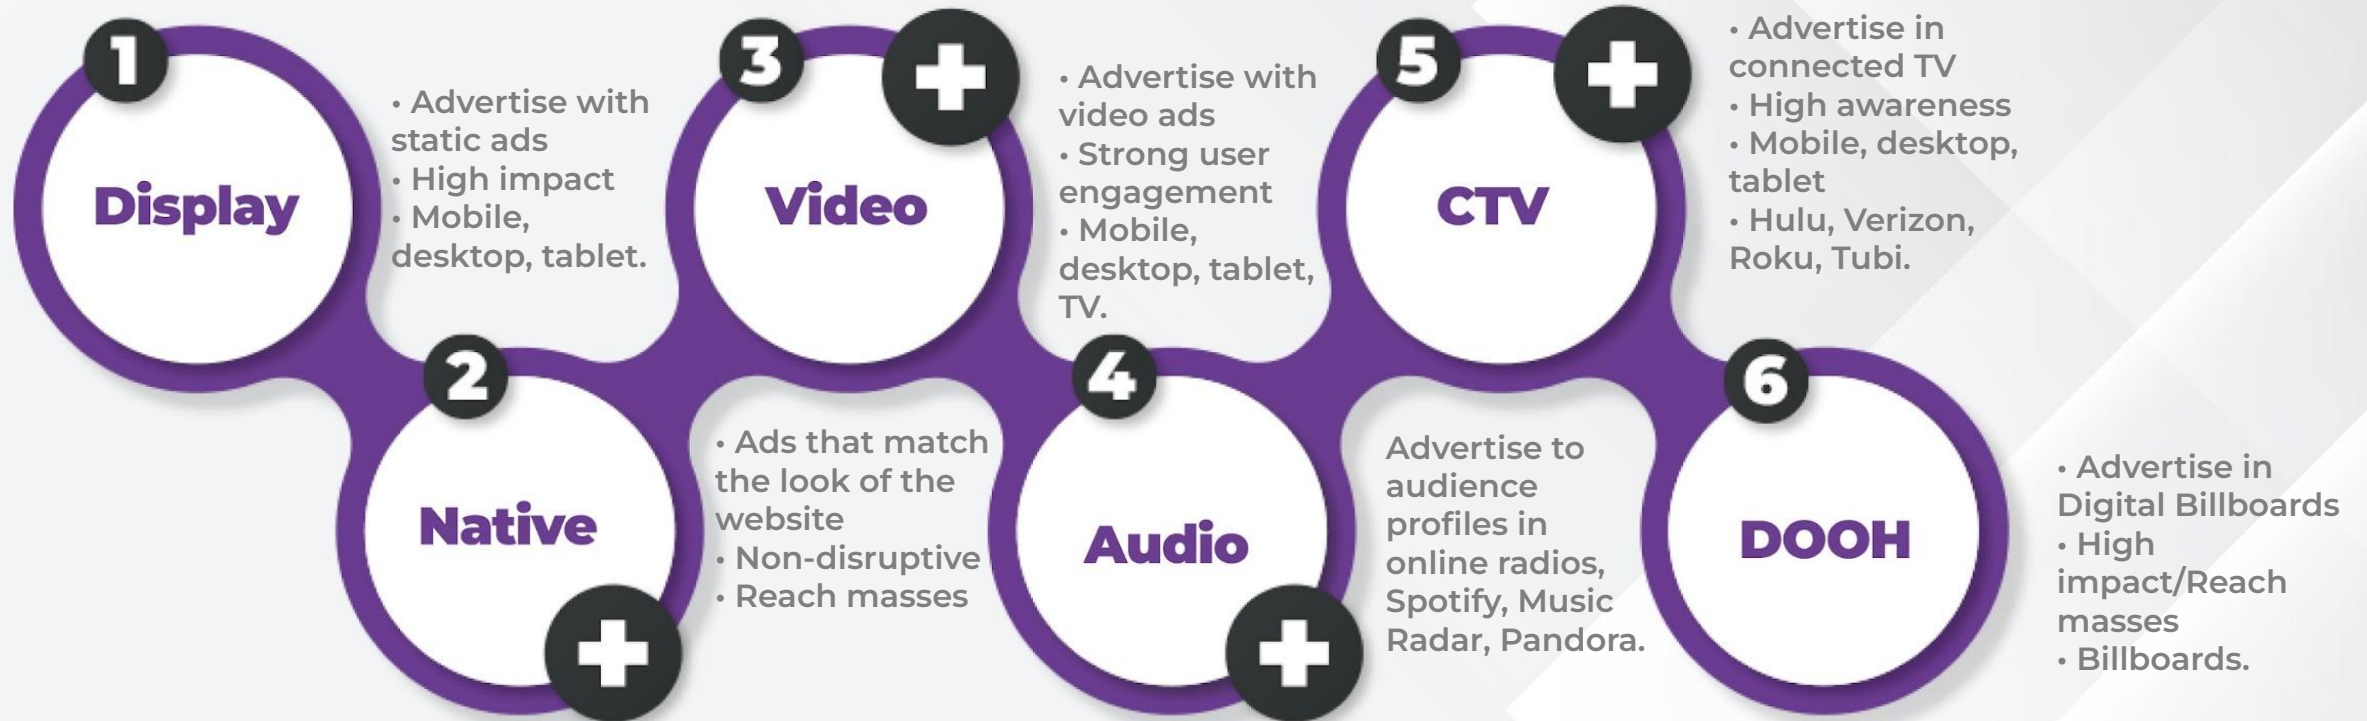 1
Display
• Advertise with
static ads
• High impact
• Mobile,
desktop, tablet.
2
Native
• Ads that match
the look of the
website
• Non-disruptive
• Reach masses
3
Video
• Advertise with
video ads
• Strong user
engagement
• Mobile,
desktop, tablet,
TV.
4
Audio
Advertise to
audience
profiles in
online radios,
Spotify, Music
Radar, Pandora.
5
CTV
• Advertise in
connected TV
• High awareness
• Mobile, desktop,
tablet
• Hulu, Verizon,
Roku, Tubi.
6
DOOH
• Advertise in
Digital Billboards
• High
impact/Reach
masses
• Billboards.